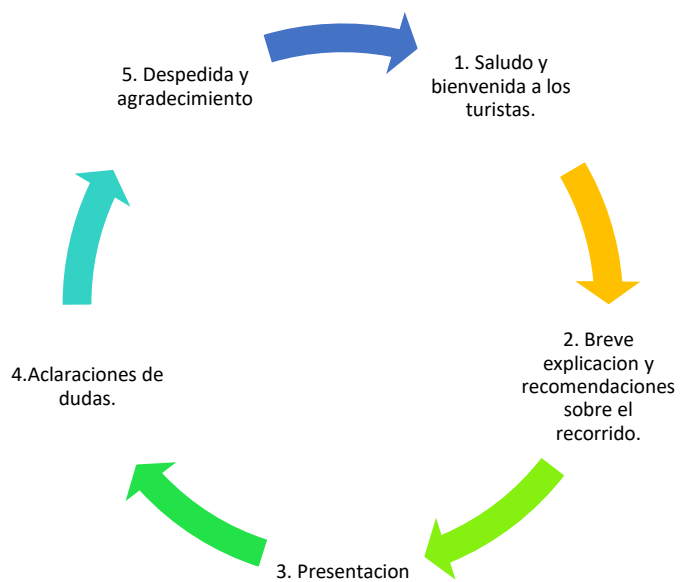 1. Saludo y
bienvenida a los
turistas.
2. Breve
explicacion y
recomendaciones
sobre el
recorrido.
3. Presentacion
4.Aclaraciones de
dudas.
5. Despedida y
agradecimiento